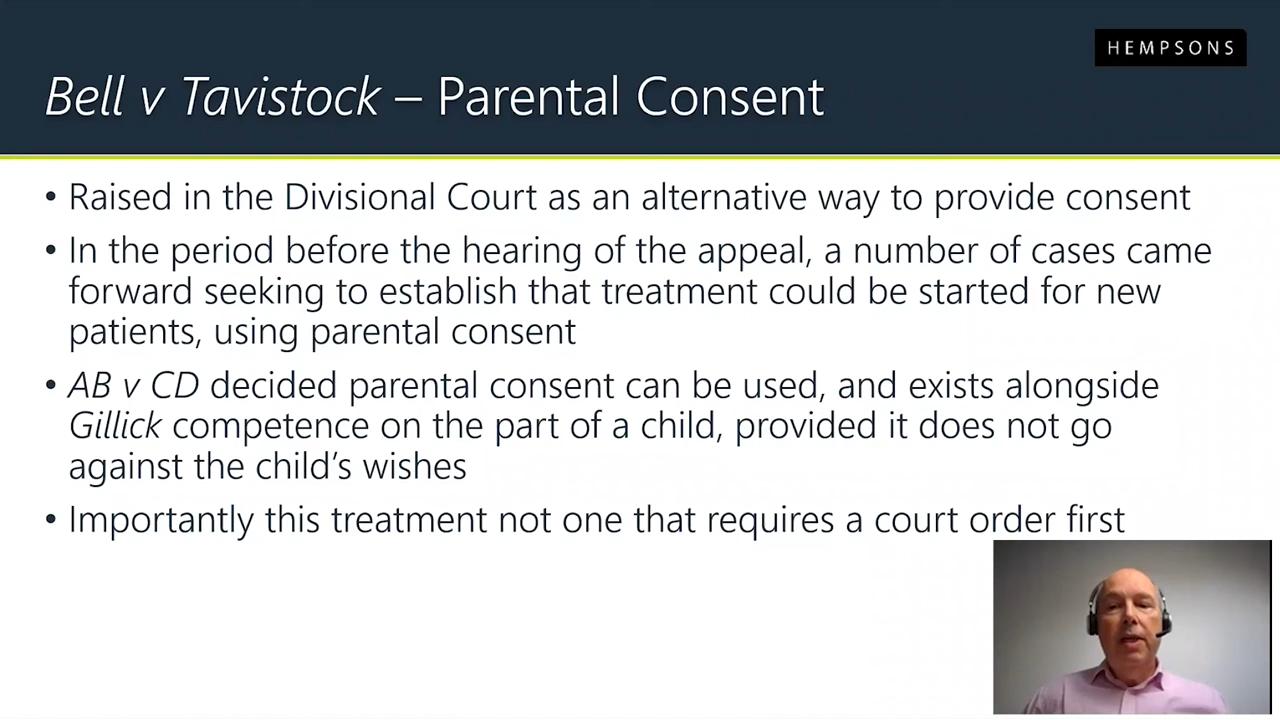 HEMPSONS
Bell v Tavistock – Parental Consent
• Raised in the Divisional Court as an alternative way to provide consent
• In the period before the hearing of the appeal, a number of cases came
forward seeking to establish that treatment could be started for new
patients, using parental consent
• AB v CD decided parental consent can be used, and exists alongside
Gillick competence on the part of a child, provided it does not go
against the child’s wishes
• Importantly this treatment not one that requires a court order first